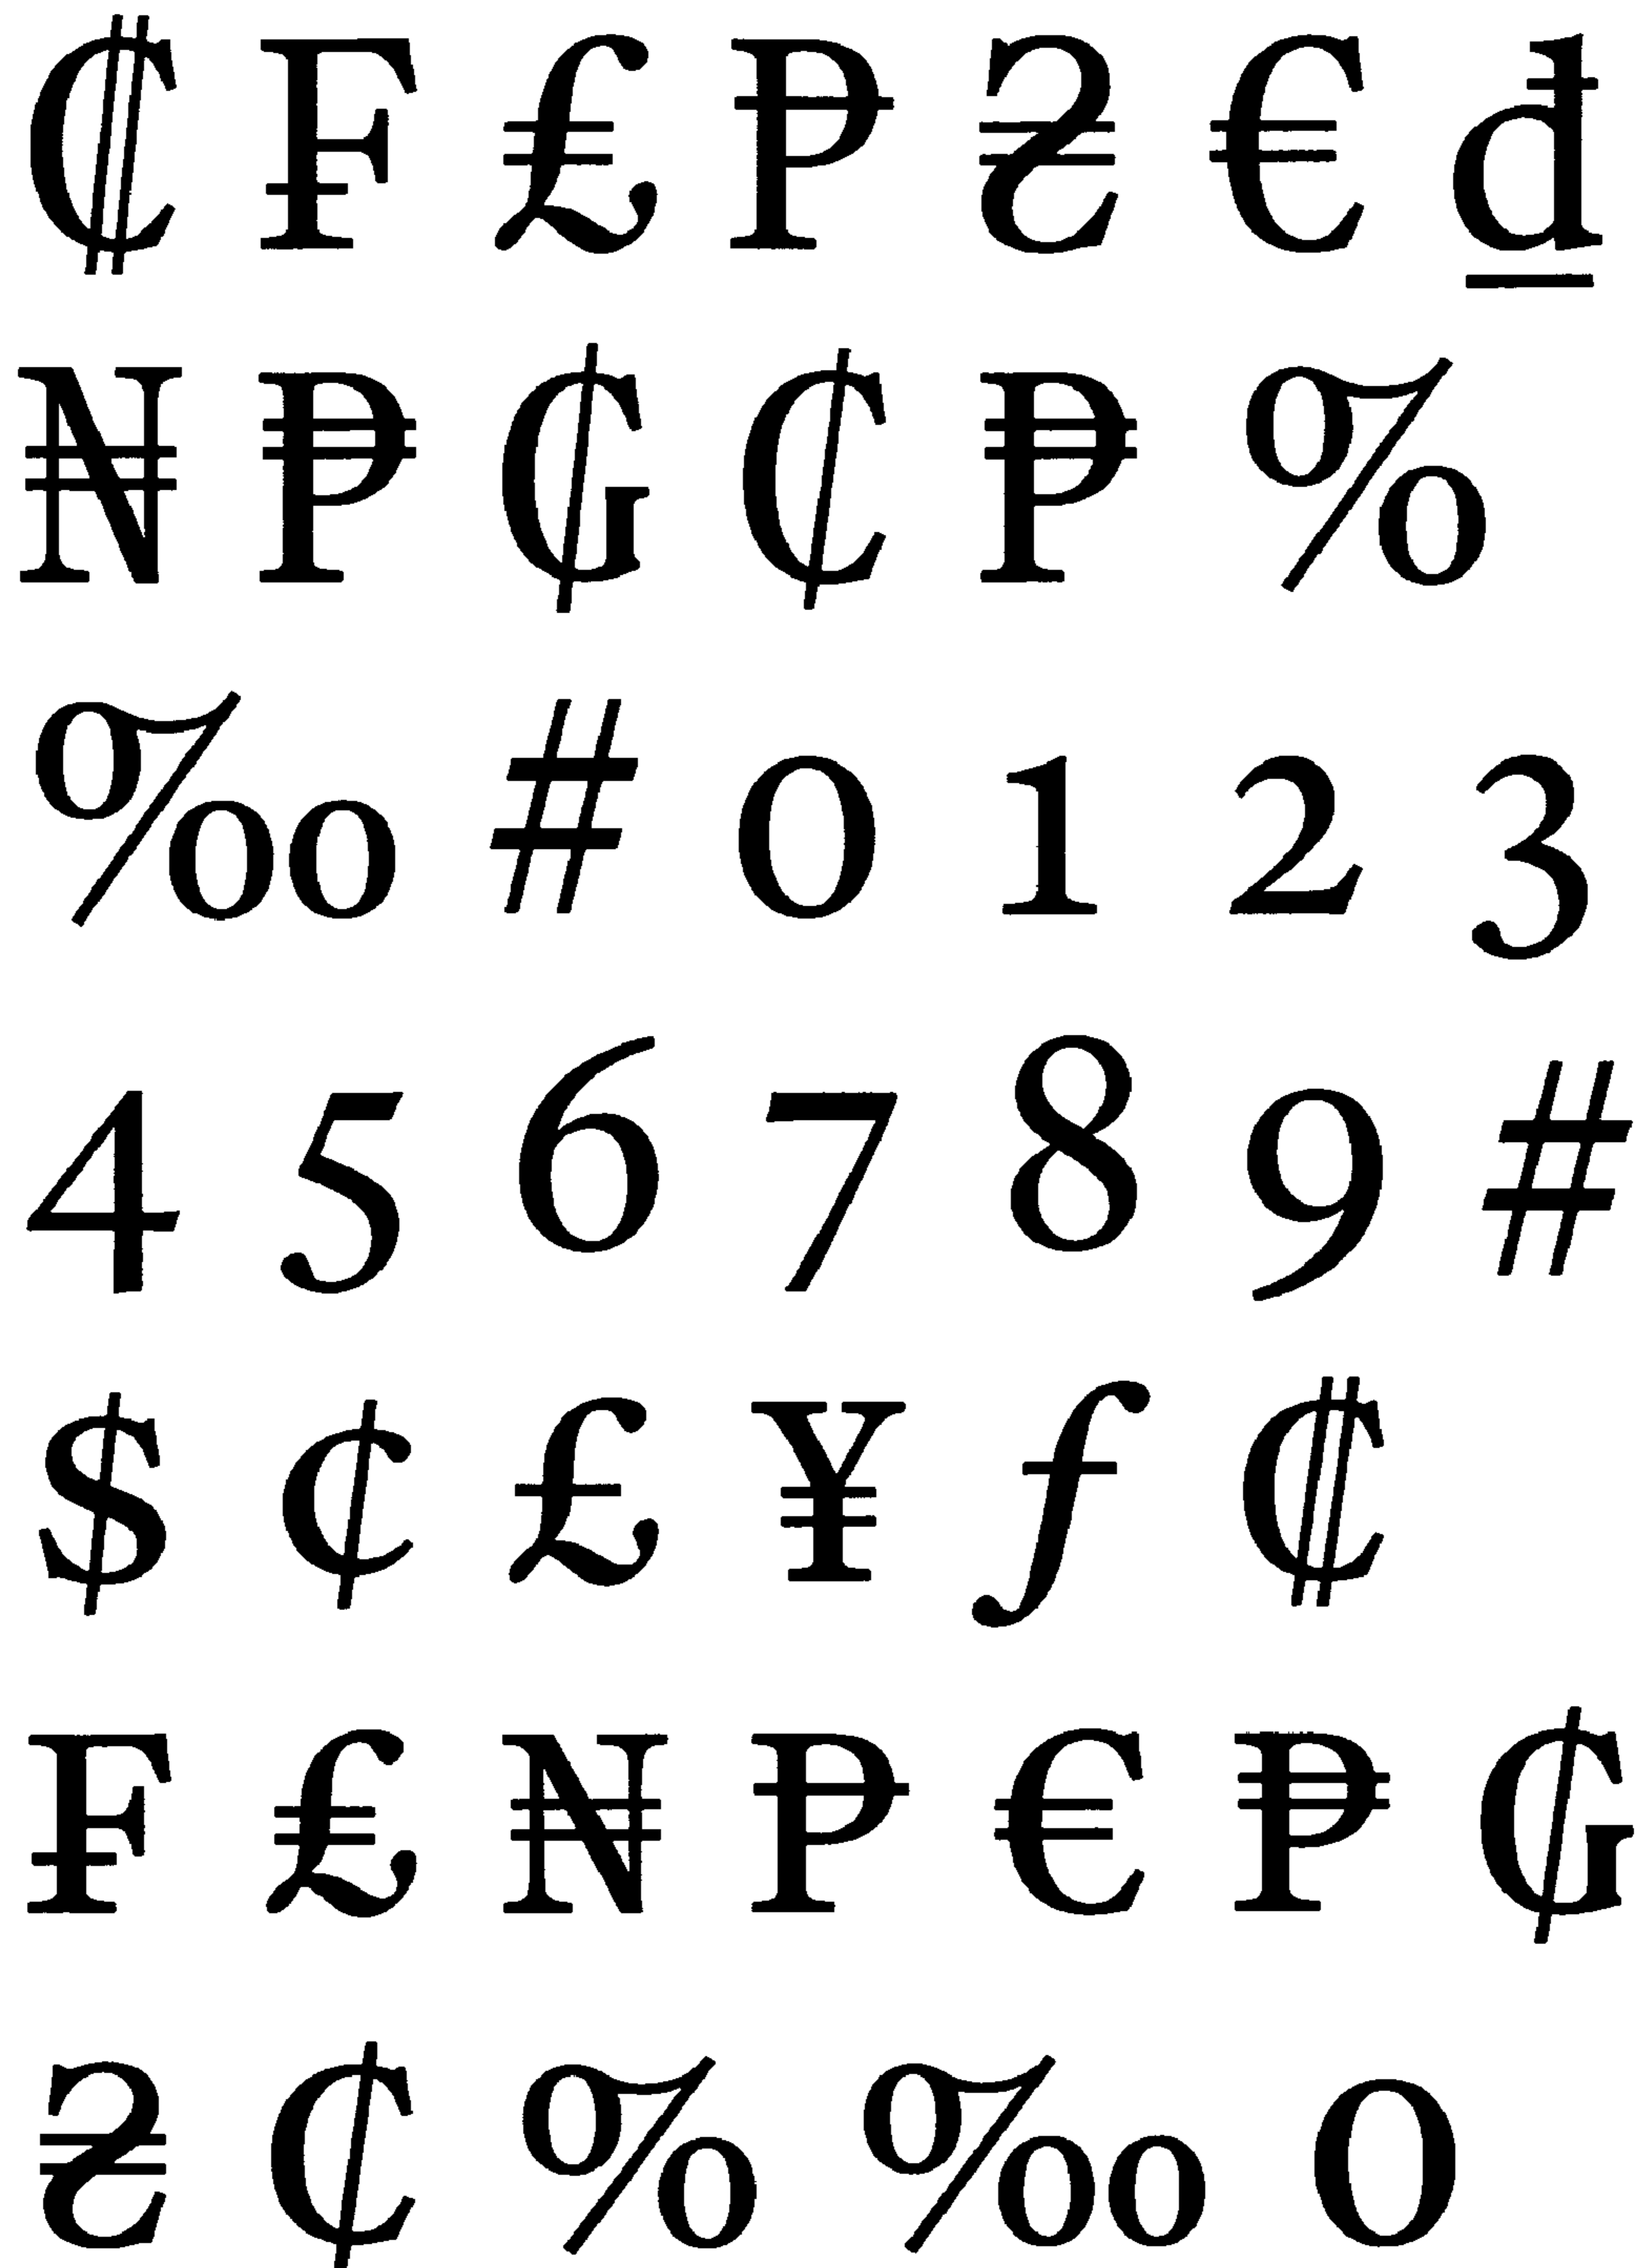 ₡ ₣ ₤ ₽ ₴ € ₫
₦ ₱ ₲ ₵ ₱ %
‰ # 0 1 2 3
4 5 6 7 8 9 #
$ ¢ £ ¥ ƒ ₡
₣ ₤ ₦ ₽ € ₱ ₲
₴ ₵ % ‰ 0